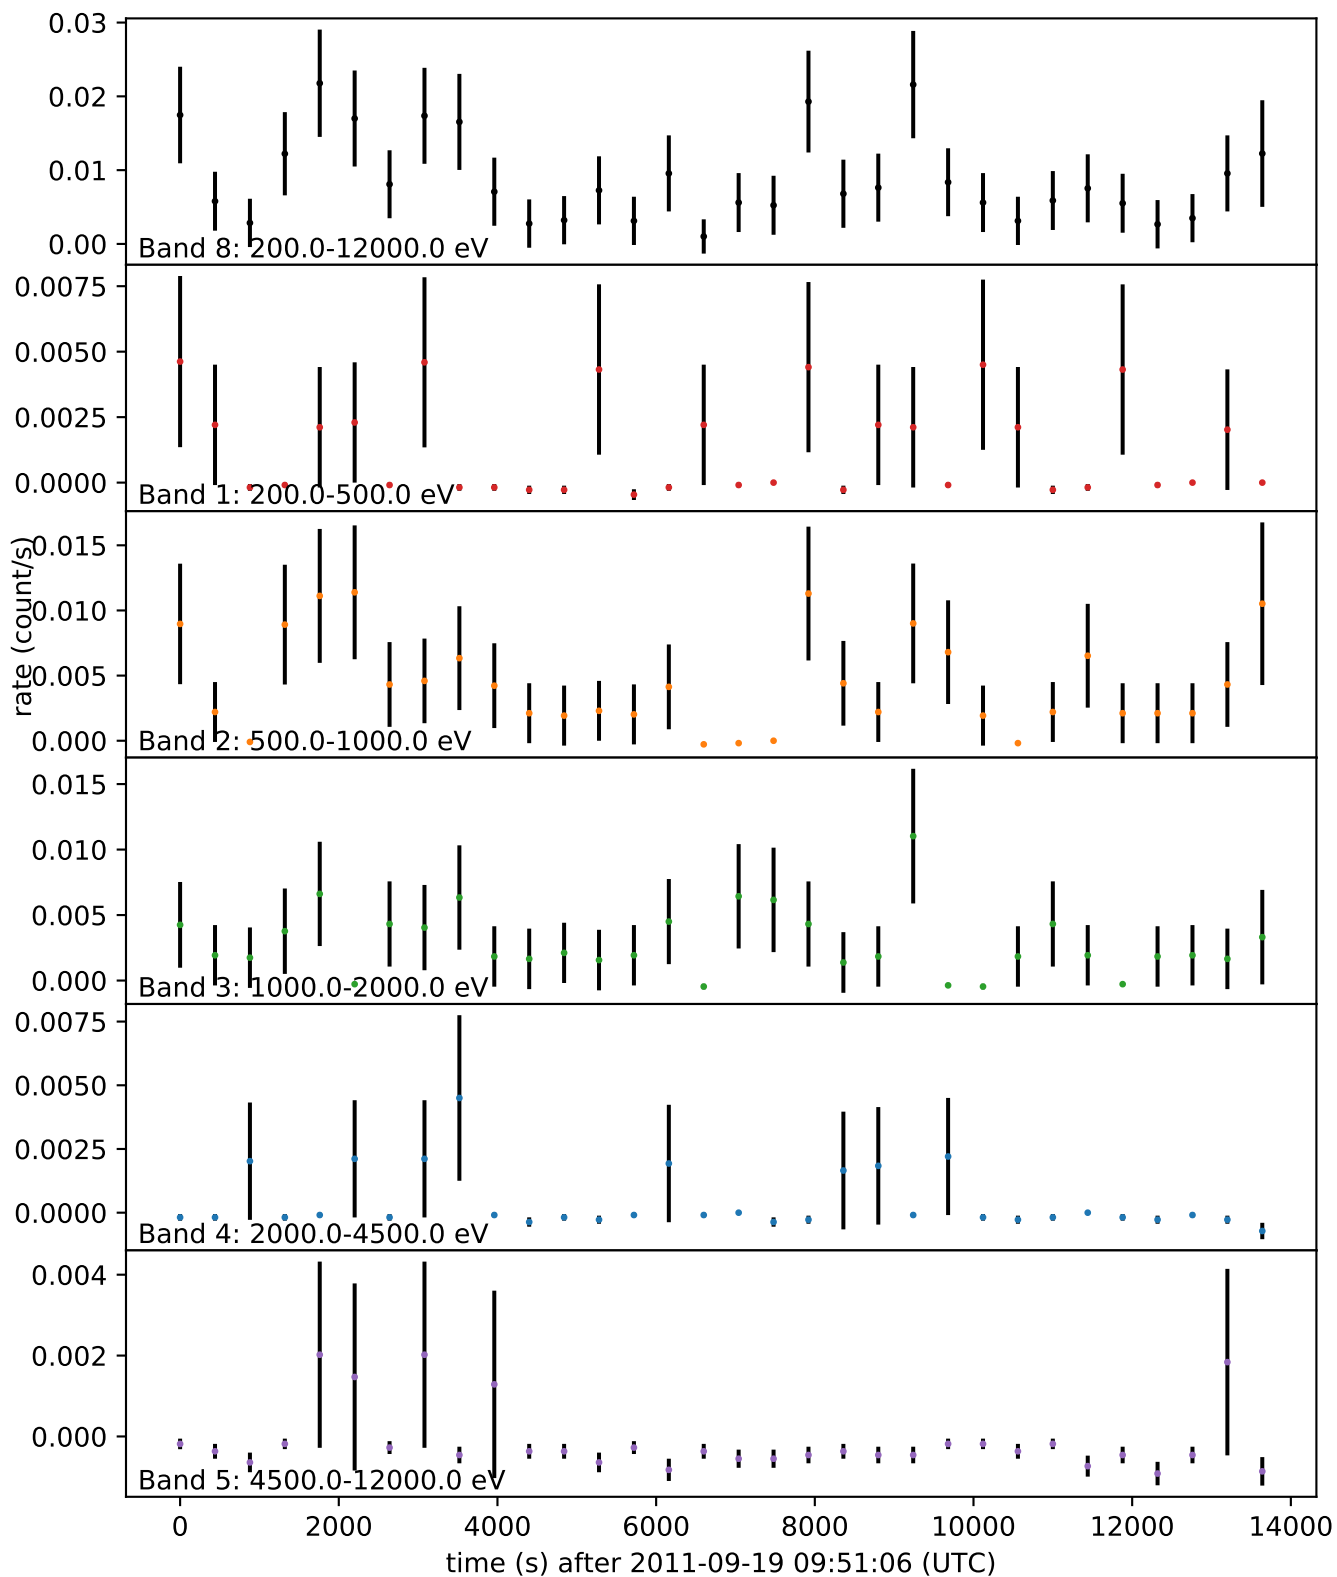 0.03
0.02
0.01
0.00
Band 8: 200.0-12000.0 eV
0.0075
0.0050
0.0025
0.0000
Band 1: 200.0-500.0 eV
rate (count/s)
0.015
0.010
0.005
0.000
Band 2: 500.0-1000.0 eV
0.015
0.010
0.005
0.000
Band 3: 1000.0-2000.0 eV
0.0075
0.0050
0.0025
0.0000
Band 4: 2000.0-4500.0 eV
0.004
0.002
0.000
Band 5: 4500.0-12000.0 eV
0 2000 4000 6000 8000 10000 12000 14000
time (s) after 2011-09-19 09:51:06 (UTC)